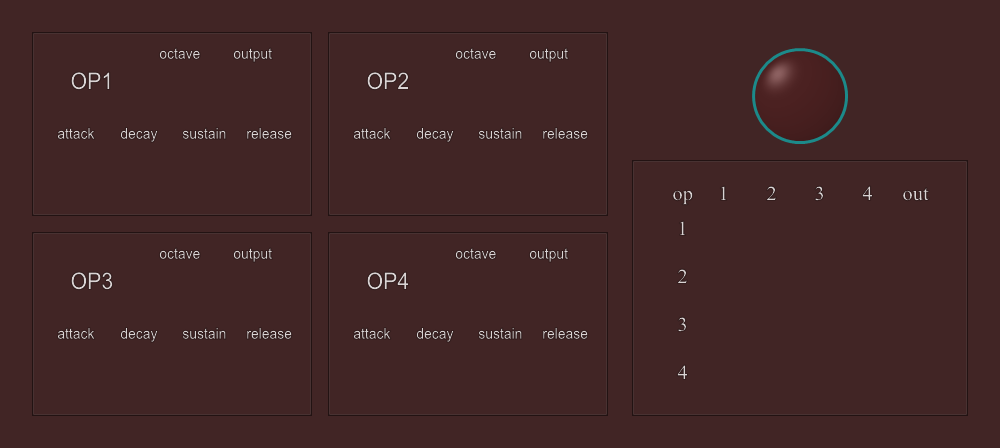 octave output
OP1
attack decay sustain release
octave output
OP2
attack decay sustain release
octave output
OP3
attack decay sustain release
octave output
OP4
attack decay sustain release
op 1 2 3 4 out
1
2
3
4